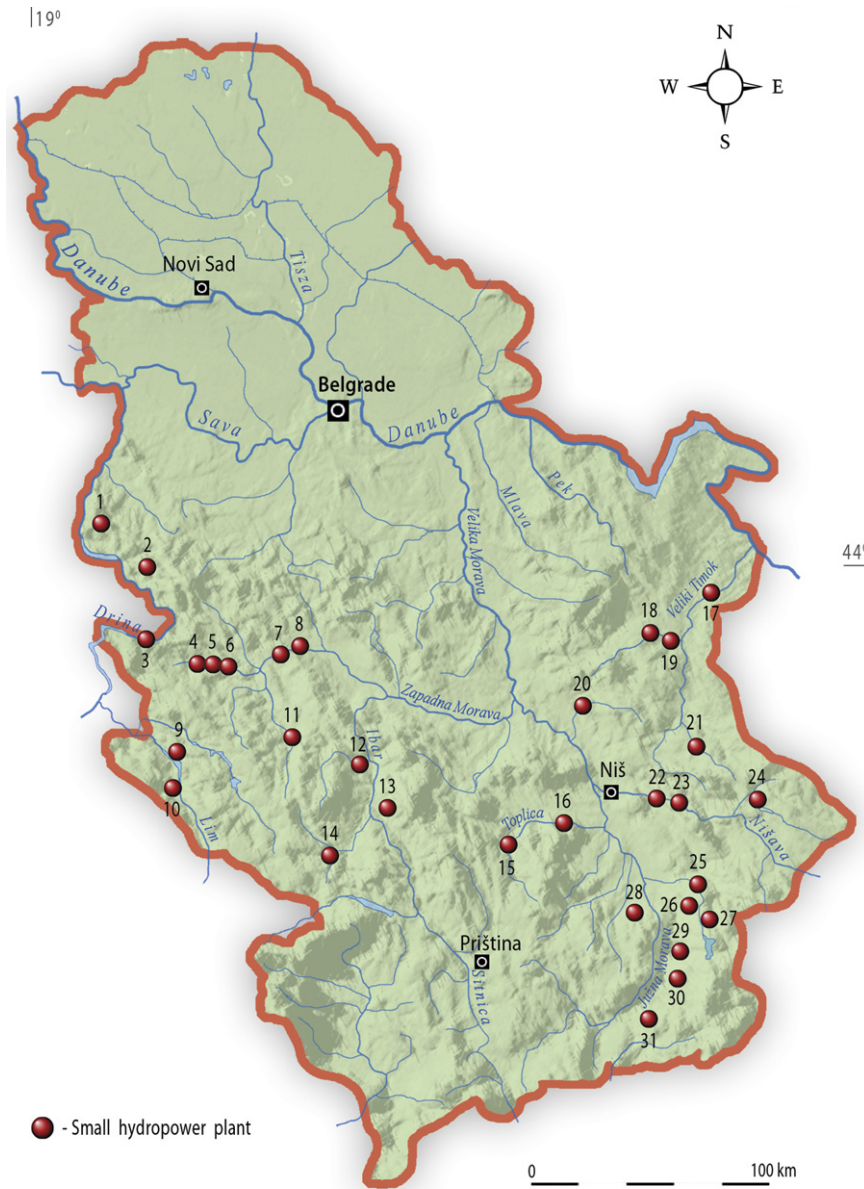 19⁰
N
W E
S
Novi Sad
Danube
Tisza
Belgrade
Sava
Danube
Velika Morava
Mlava
Pek
44⁰
1
2
Drina
3
4 5 6 7 8
Veliki Timok
17
18
19
Zapadna Morava
20
9
11
Ibar
12
21
10
Lim
13
Niš
22 23
24
Nišava
14
Toplica
16
15
25
26
27
28
29
Južna Morava
30
31
Priština
Sitnica
- Small hydropower plant
0 100 km